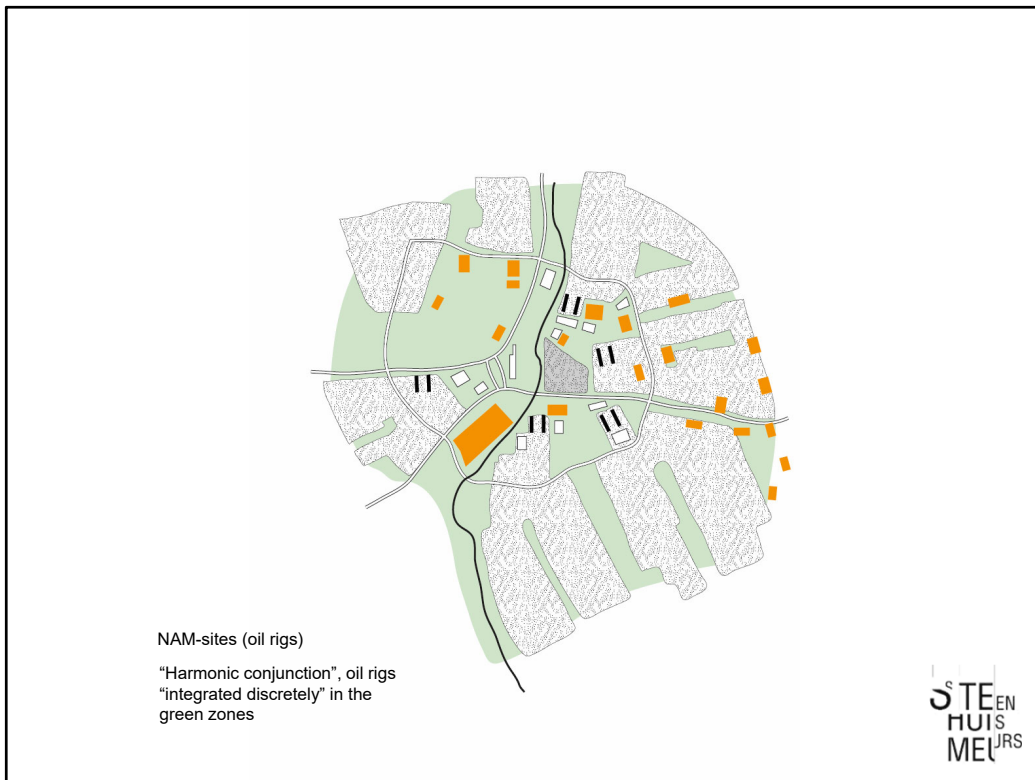 NAM-sites (oil rigs)
“Harmonic conjunction”, oil rigs
“integrated discretely” in the
green zones
STEEN
HUIS
MEURS